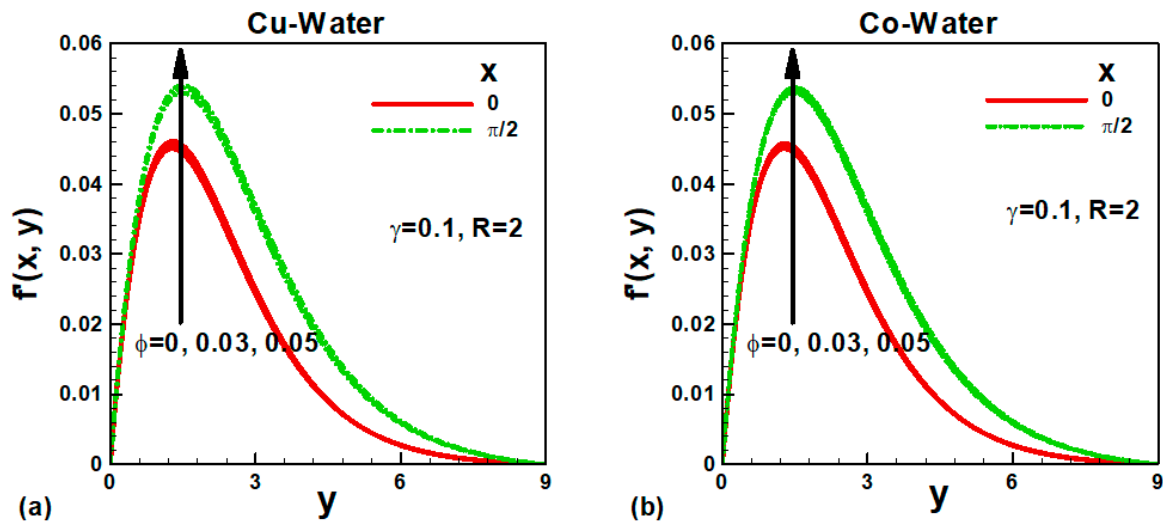 Cu-Water
0.06
0.05
0.04
0.03
0.02
0.01
0
f'(x, y)
x
0
π/2
γ=0.1, R=2
ϕ=0, 0.03, 0.05
0 3 6 9
(a) y
Co-Water
0.06
0.05
0.04
0.03
0.02
0.01
0
f'(x, y)
x
0
π/2
γ=0.1, R=2
ϕ=0, 0.03, 0.05
0 3 6 9
(b) y